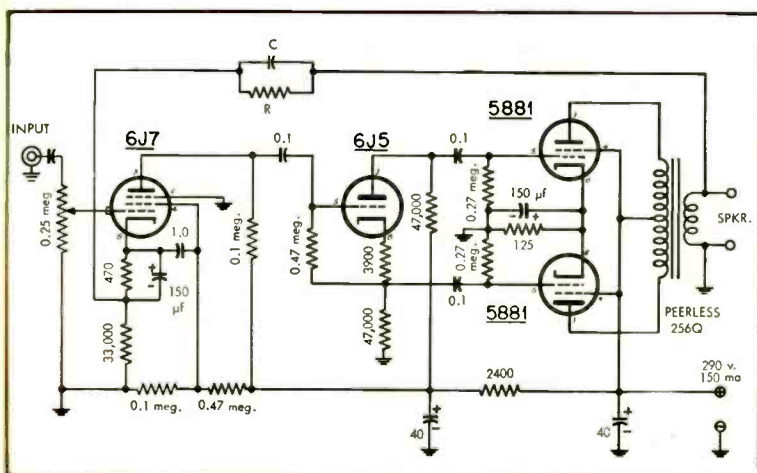 C
R
INPUT
6J7
0.1
6J5
0.1
5881
0.25 meg
1.0
470
150
µf
33,000
0.1 meg.
0.47 meg.
0.1 meg.
0.47 meg.
3900
47,000
47,000
0.27 meg.
150 µf
125
0.27 meg.
0.1
5881
SPKR.
PEERLESS
256Q
2400
290 v.
150 ma
40
40